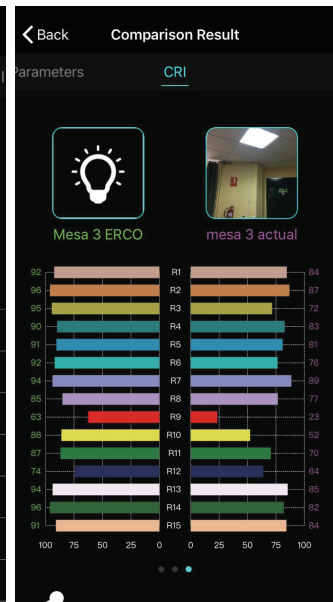 Back Comparison Result
Parameters CRI
Mesa 3 ERCO mesa 3 actual
92 R1 84
96 R2 87
95 R3 72
90 R4 83
91 R5 81
92 R6 76
94 R7 89
85 R8 77
63 R9 23
86 R10 52
87 R11 70
74 R12 64
94 R13 85
96 R14 82
91 R15 84
100 75 50 25 0 0 25 50 75 100